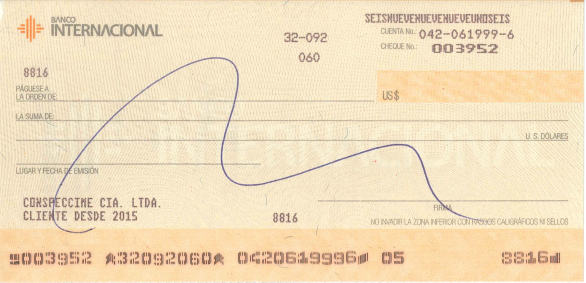 BANCO
INTERNACIONAL
32-092
060
SEISNUEVENUEVENUEVEUNOSEIS
CUENTA No.: 042-061999-6
CHEQUE No.: 003952
8816
PÁGUESE A
LA ORDEN DE:
US$
LA SUMA DE:
U. S. DÓLARES
INTERNACIONAL
LUGAR Y FECHA DE EMISIÓN
CONSPECCINE CIA. LTDA.
CLIENTE DESDE 2015
8816
FIRMA
NO INVADIR LA ZONA INFERIOR CON RASGOS CALIGRÁFICOS NI SELLOS
003952 32092060 0420619996 05 8816